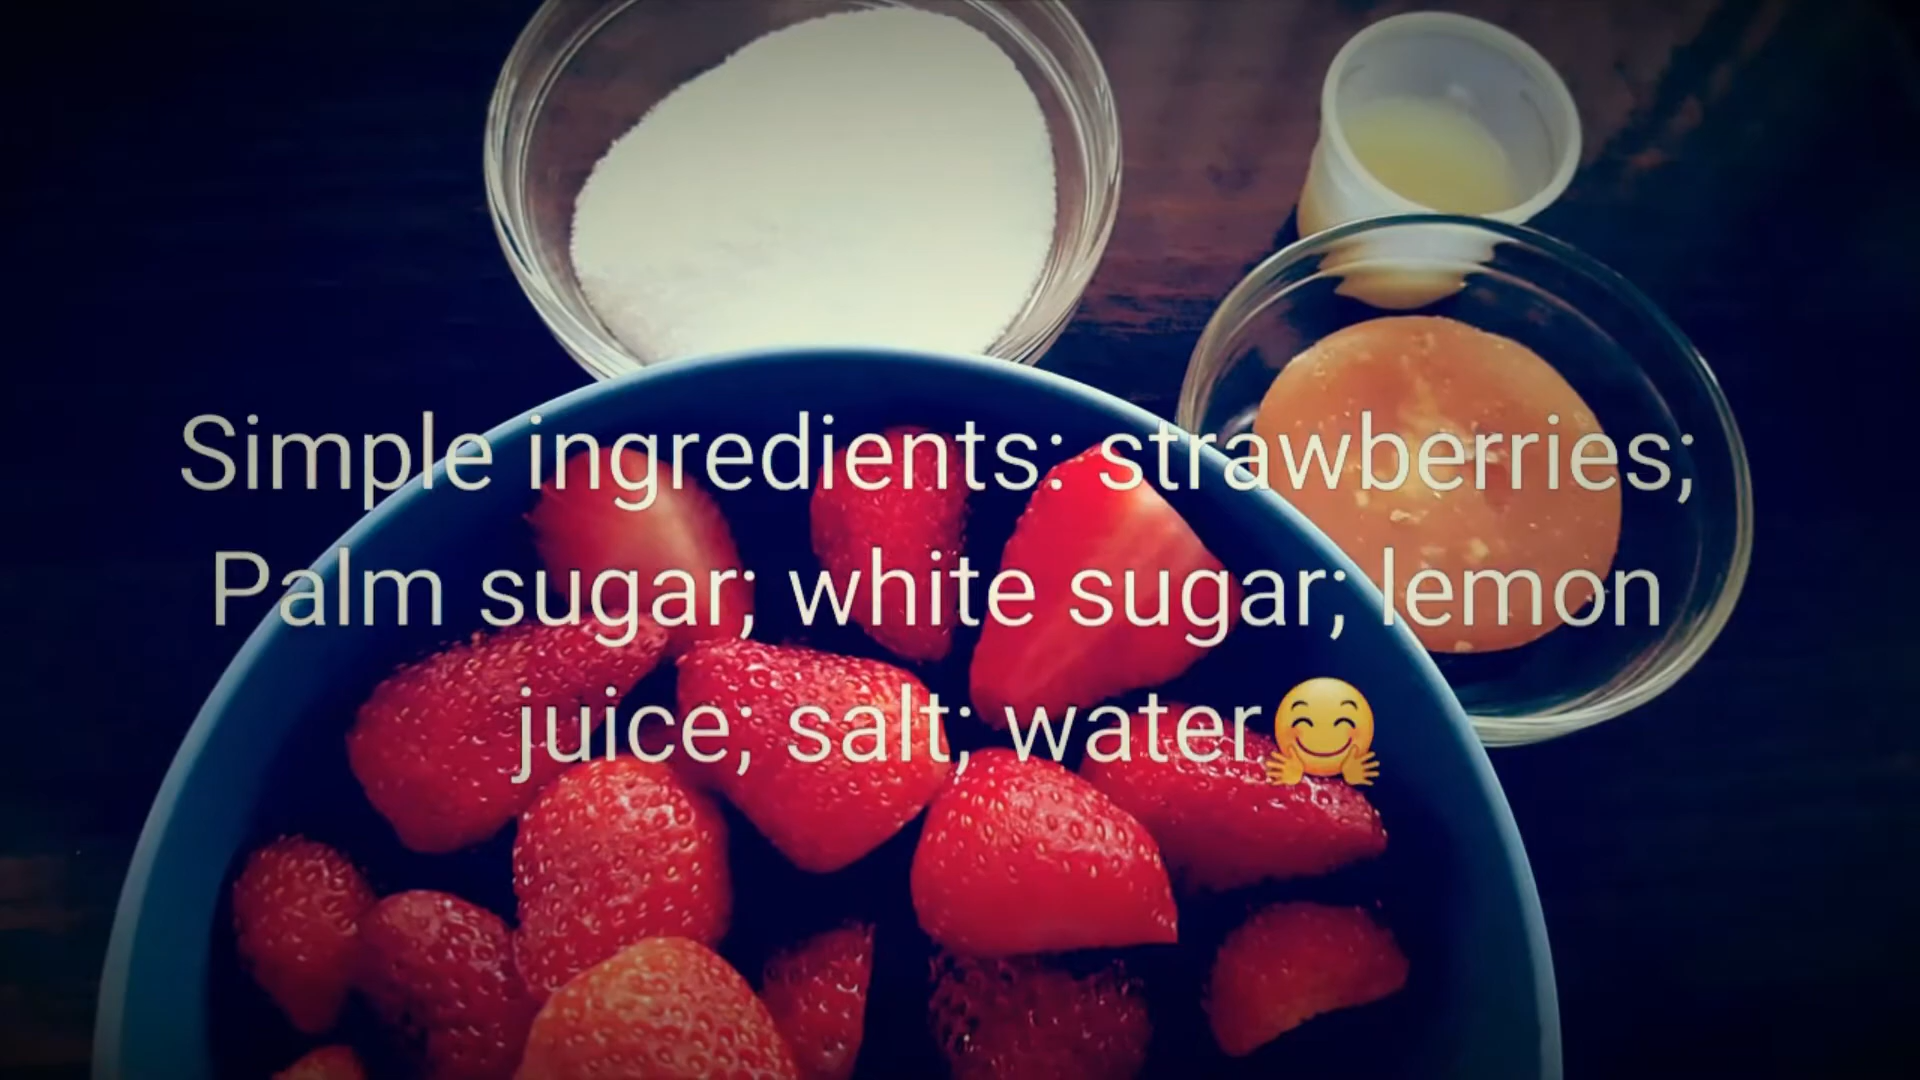 Simple ingredients: strawberries;
Palm sugar; white sugar; lemon
juice; salt; water🤗